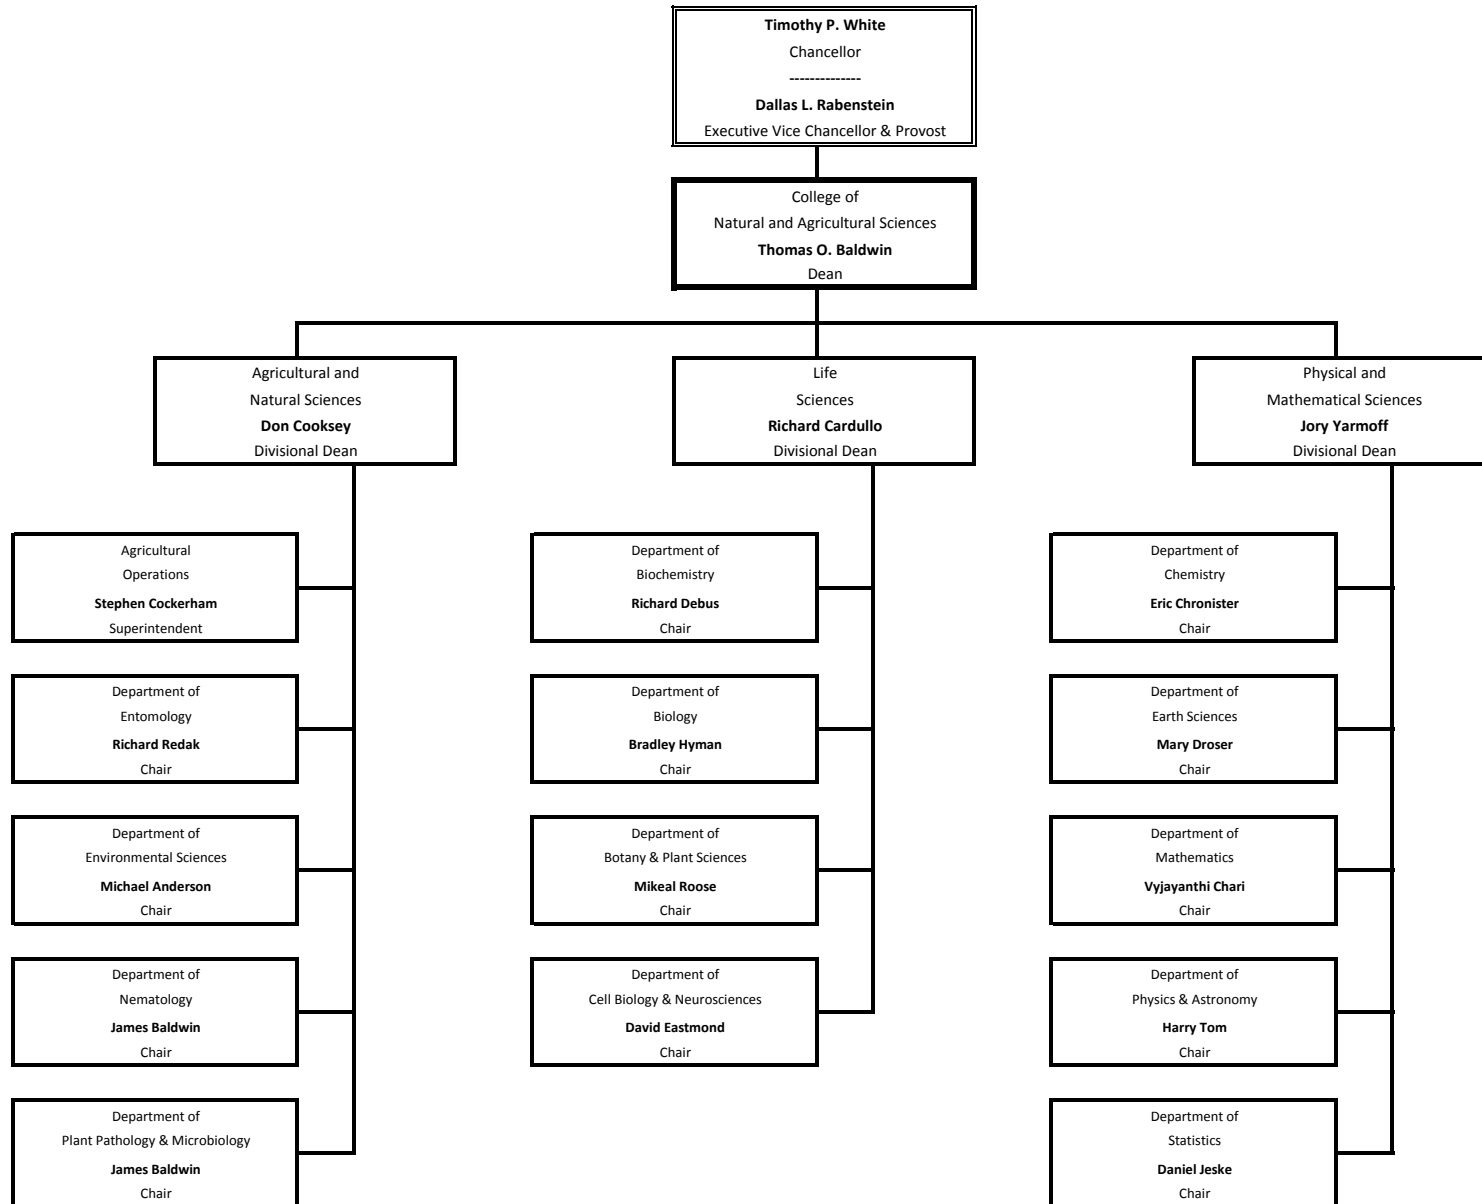 Timothy P. White
Chancellor
--------------
Dallas L. Rabenstein
Executive Vice Chancellor & Provost
College of
Natural and Agricultural Sciences
Thomas O. Baldwin
Dean
Agricultural and
Natural Sciences
Don Cooksey
Divisional Dean
Life
Sciences
Richard Cardullo
Divisional Dean
Physical and
Mathematical Sciences
Jory Yarmoff
Divisional Dean
Agricultural
Operations
Stephen Cockerham
Superintendent
Department of
Entomology
Richard Redak
Chair
Department of
Environmental Sciences
Michael Anderson
Chair
Department of
Nematology
James Baldwin
Chair
Department of
Plant Pathology & Microbiology
James Baldwin
Chair
Department of
Biochemistry
Richard Debus
Chair
Department of
Biology
Bradley Hyman
Chair
Department of
Botany & Plant Sciences
Mikeal Roose
Chair
Department of
Cell Biology & Neurosciences
David Eastmond
Chair
Department of
Chemistry
Eric Chronister
Chair
Department of
Earth Sciences
Mary Droser
Chair
Department of
Mathematics
Vyjayanthi Chari
Chair
Department of
Physics & Astronomy
Harry Tom
Chair
Department of
Statistics
Daniel Jeske
Chair